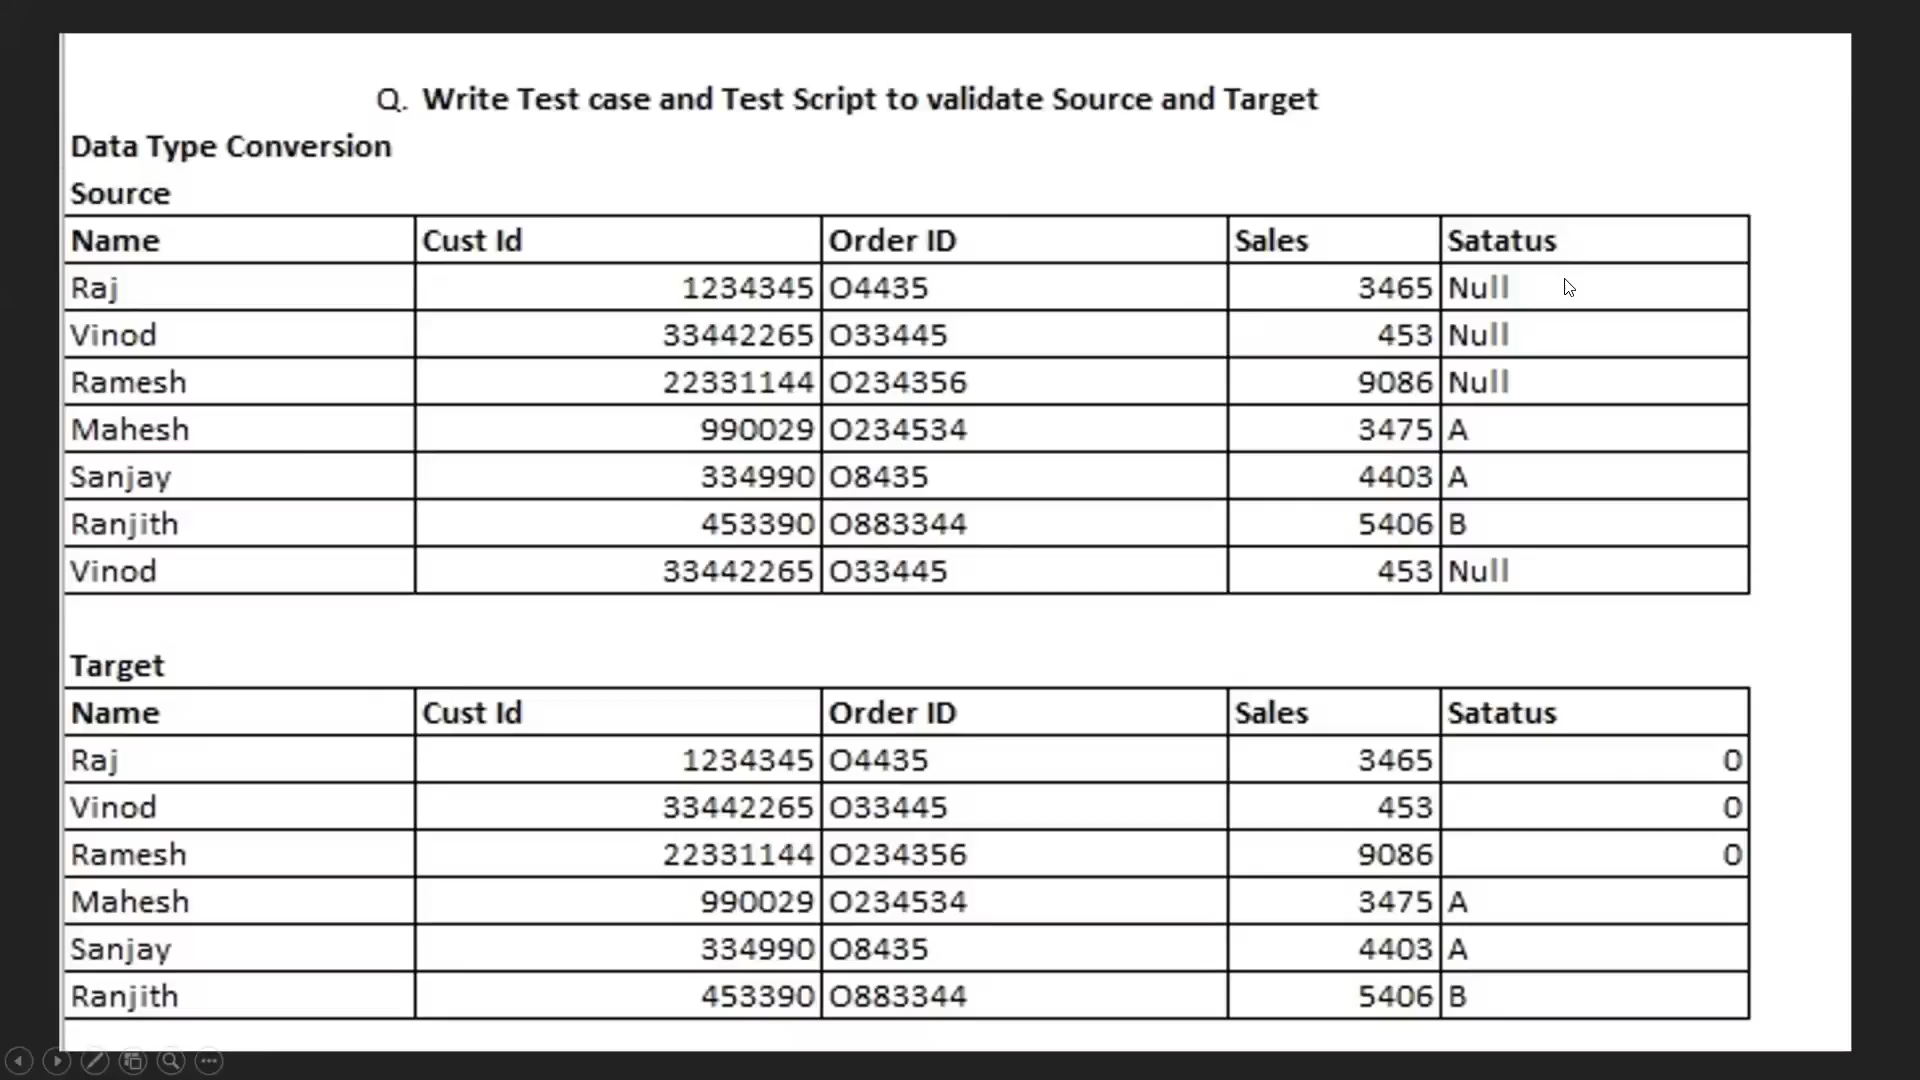 Q. Write Test case and Test Script to validate Source and Target
Data Type Conversion
Source
Name Cust Id Order ID Sales Satatus
Raj 1234345 O4435 3465 Null
Vinod 33442265 O33445 453 Null
Ramesh 22331144 O234356 9086 Null
Mahesh 990029 O234534 3475 A
Sanjay 334990 O8435 4403 A
Ranjith 453390 O883344 5406 B
Vinod 33442265 O33445 453 Null
Target
Name Cust Id Order ID Sales Satatus
Raj 1234345 O4435 3465 0
Vinod 33442265 O33445 453 0
Ramesh 22331144 O234356 9086 0
Mahesh 990029 O234534 3475 A
Sanjay 334990 O8435 4403 A
Ranjith 453390 O883344 5406 B